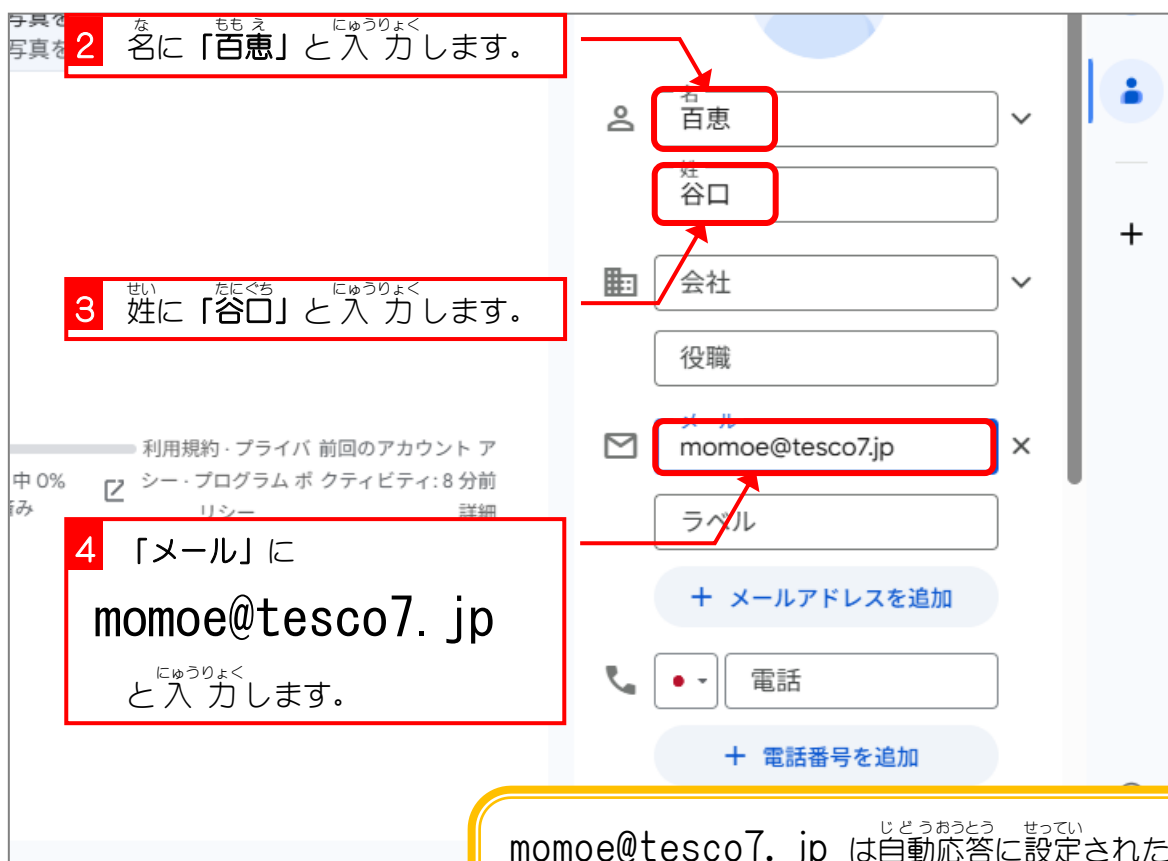 写真を
2 名に「百恵」と入力します。
な ももえ にゅうりょく
名
百恵
姓
谷口
3 姓に「谷口」と入力します。
せい たにぐち にゅうりょく
会社
役職
メール
momoe@tesco7.jp
利用規約・プライバ 前回のアカウント ア
中 0% シー・プログラム ポ クティビティ: 8 分前
リシー 詳細
ラベル
4 「メール」に
momoe@tesco7.jp
にゅうりょく
と入力します。
+ メールアドレスを追加
電話
+ 電話番号を追加
じどうおうとう せってい
momoe@tesco7.jp は自動応答に設定された